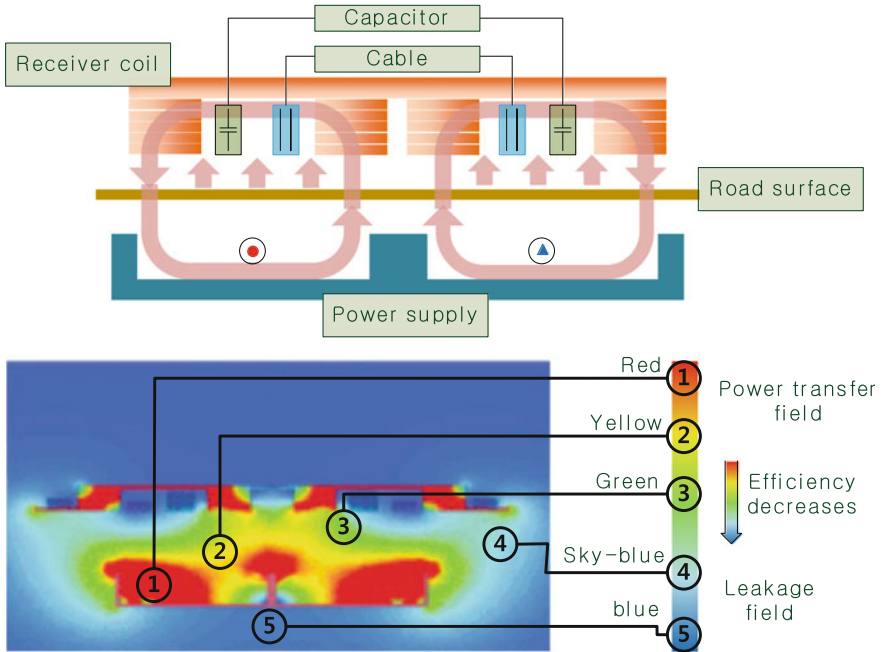 Capacitor
Receiver coil
Cable
Road surface
Power supply
Red
1
Power transfer
field
Yellow
2
Green
3
Efficiency
decreases
3
2
4
Sky-blue
4
1
Leakage
field
blue
5
5